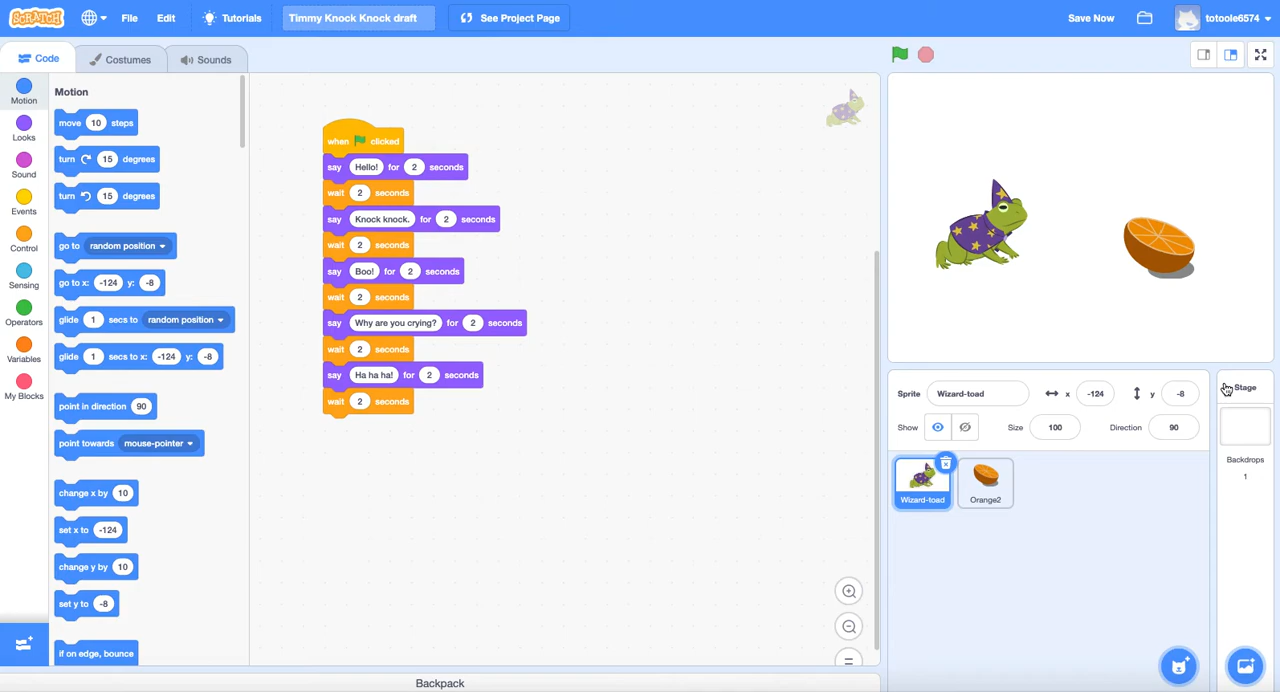 SCRATCH File Edit Tutorials Timmy Knock Knock draft See Project Page Save Now totoole6574
Code Costumes Sounds
Motion
Looks
Sound
Events
Control
Sensing
Operators
Variables
My Blocks
Motion
move 10 steps
turn 15 degrees
turn 15 degrees
go to random position
go to x: -124 y: -8
glide 1 secs to random position
glide 1 secs to x: -124 y: -8
point in direction 90
point towards mouse-pointer
change x by 10
set x to -124
change y by 10
set y to -8
if on edge, bounce
when clicked
say Hello! for 2 seconds
wait 2 seconds
say Knock knock. for 2 seconds
wait 2 seconds
say Boo! for 2 seconds
wait 2 seconds
say Why are you crying? for 2 seconds
wait 2 seconds
say Ha ha ha! for 2 seconds
wait 2 seconds
Sprite Wizard-toad x -124 y -8
Show Size 100 Direction 90
Wizard-toad
Orange2
Stage
Backdrops
1
Backpack